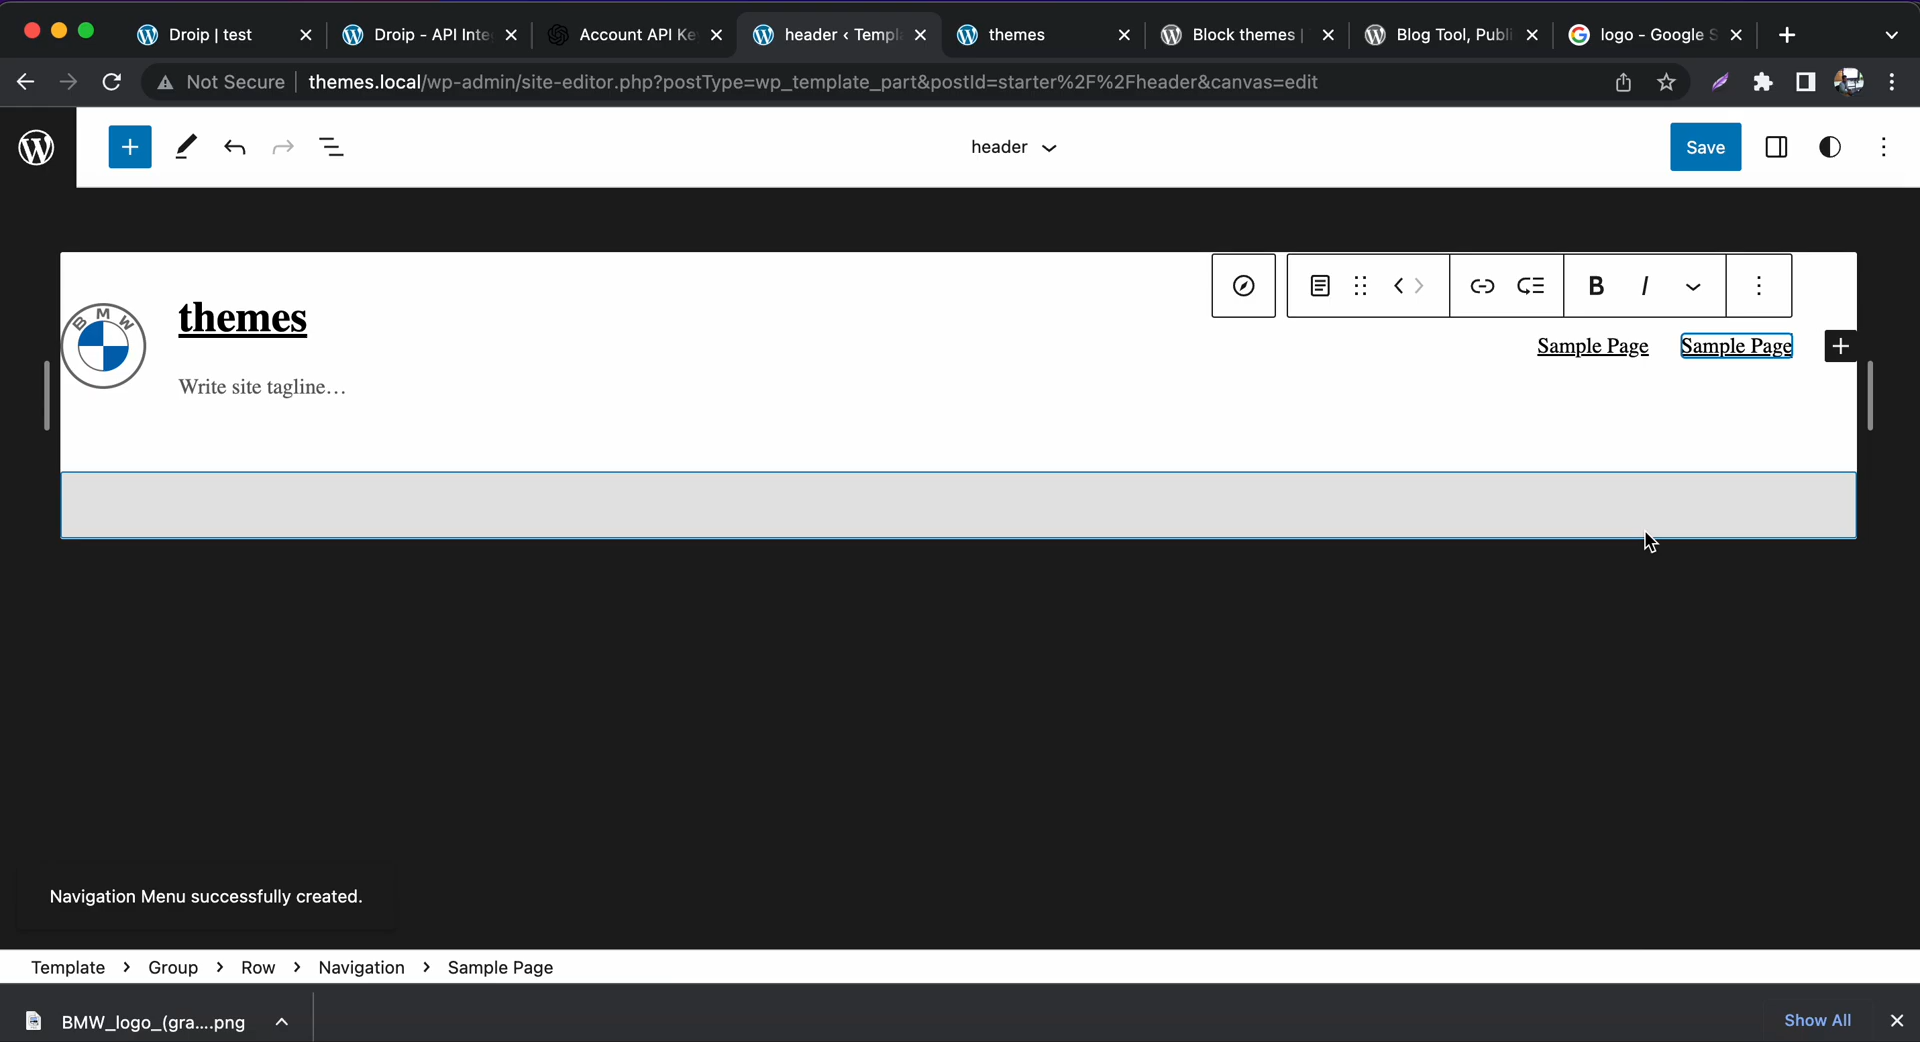 Droip | test
Droip - API Inte
Account API Ke
header ‹ Templa
themes
Block themes |
Blog Tool, Publi
logo - Google S
Not Secure
themes.local/wp-admin/site-editor.php?postType=wp_template_part&postId=starter%2F%2Fheader&canvas=edit
header
Save
B I
BMW
themes
Sample Page
Sample Page
Write site tagline…
Navigation Menu successfully created.
Template > Group > Row > Navigation > Sample Page
BMW_logo_(gra....png
Show All